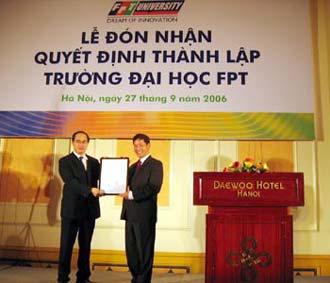 FPT UNIVERSITY
DREAM OF INNOVATION
LỄ ĐÓN NHẬN
QUYẾT ĐỊNH THÀNH LẬP
TRƯỜNG ĐẠI HỌC FPT
Hà Nội, ngày 27 tháng 9 năm 2006
DAEWOO HOTEL
HANOI